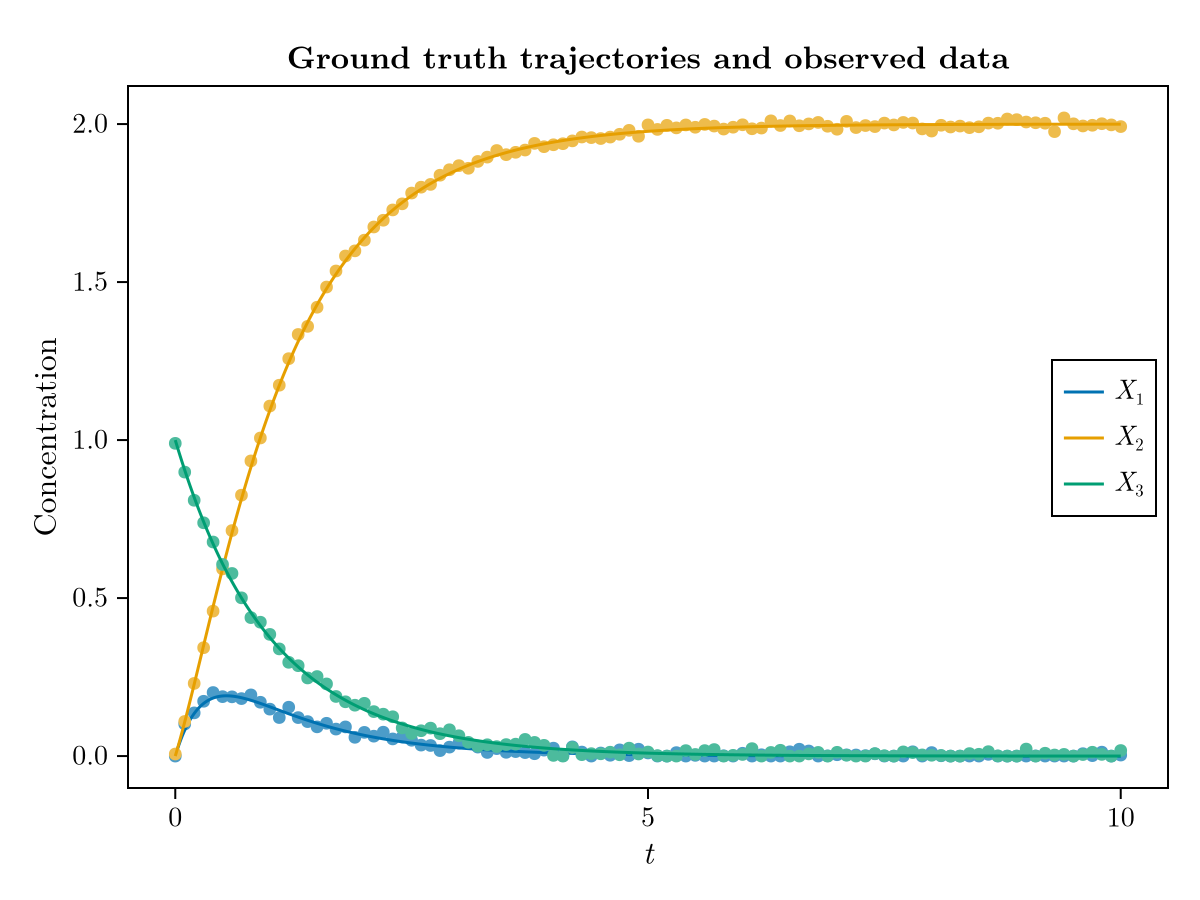 Ground truth trajectories and observed data
2.0
1.5
1.0
0.5
0.0
Concentration
X₁
X₂
X₃
0 5 10
t